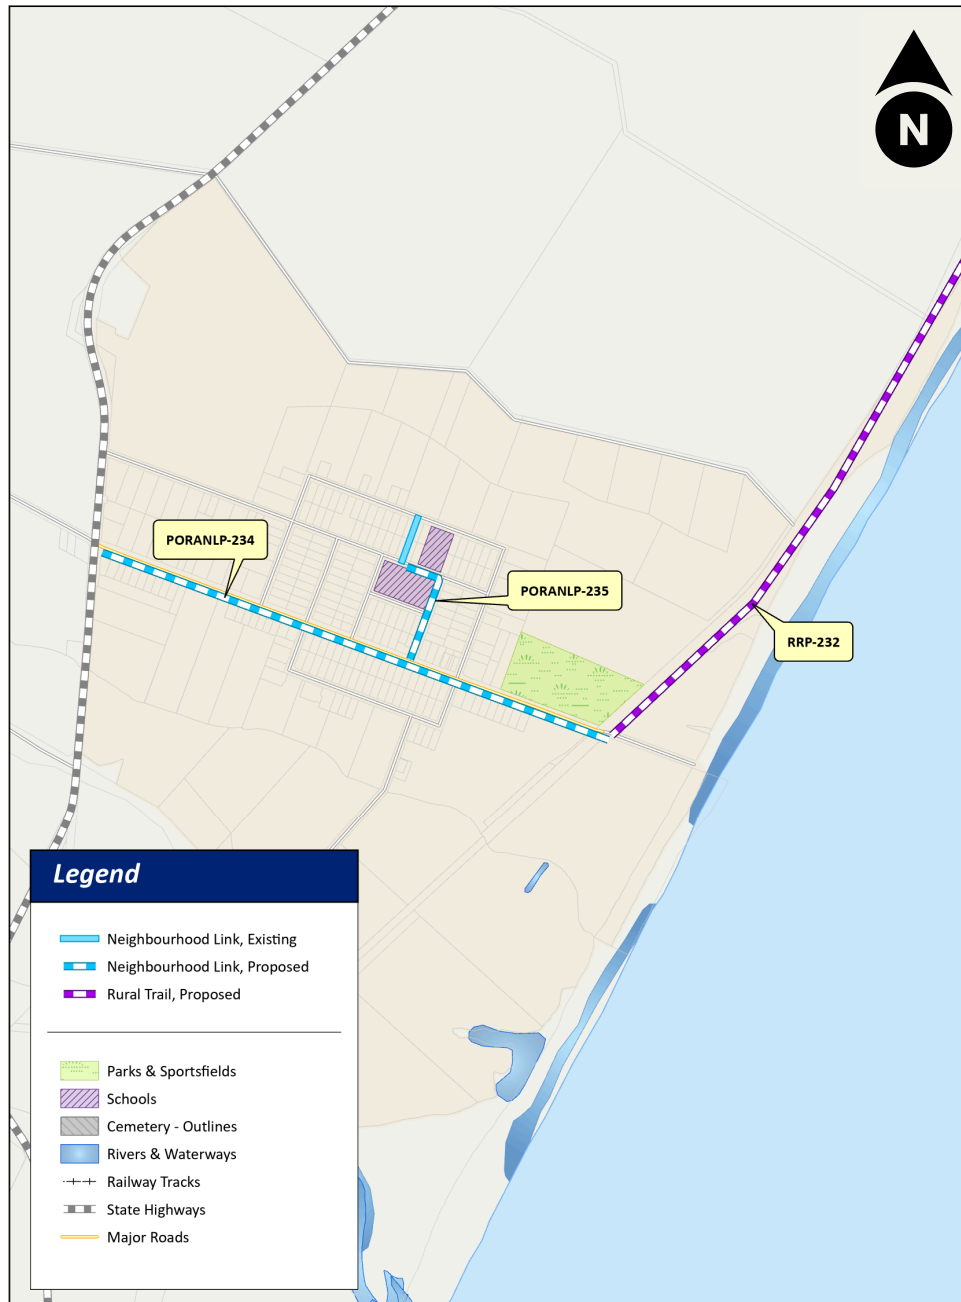 N
PORANLP-234
PORANLP-235
RRP-232
Legend
Neighbourhood Link, Existing
Neighbourhood Link, Proposed
Rural Trail, Proposed
Parks & Sportsfields
Schools
Cemetery - Outlines
Rivers & Waterways
Railway Tracks
State Highways
Major Roads